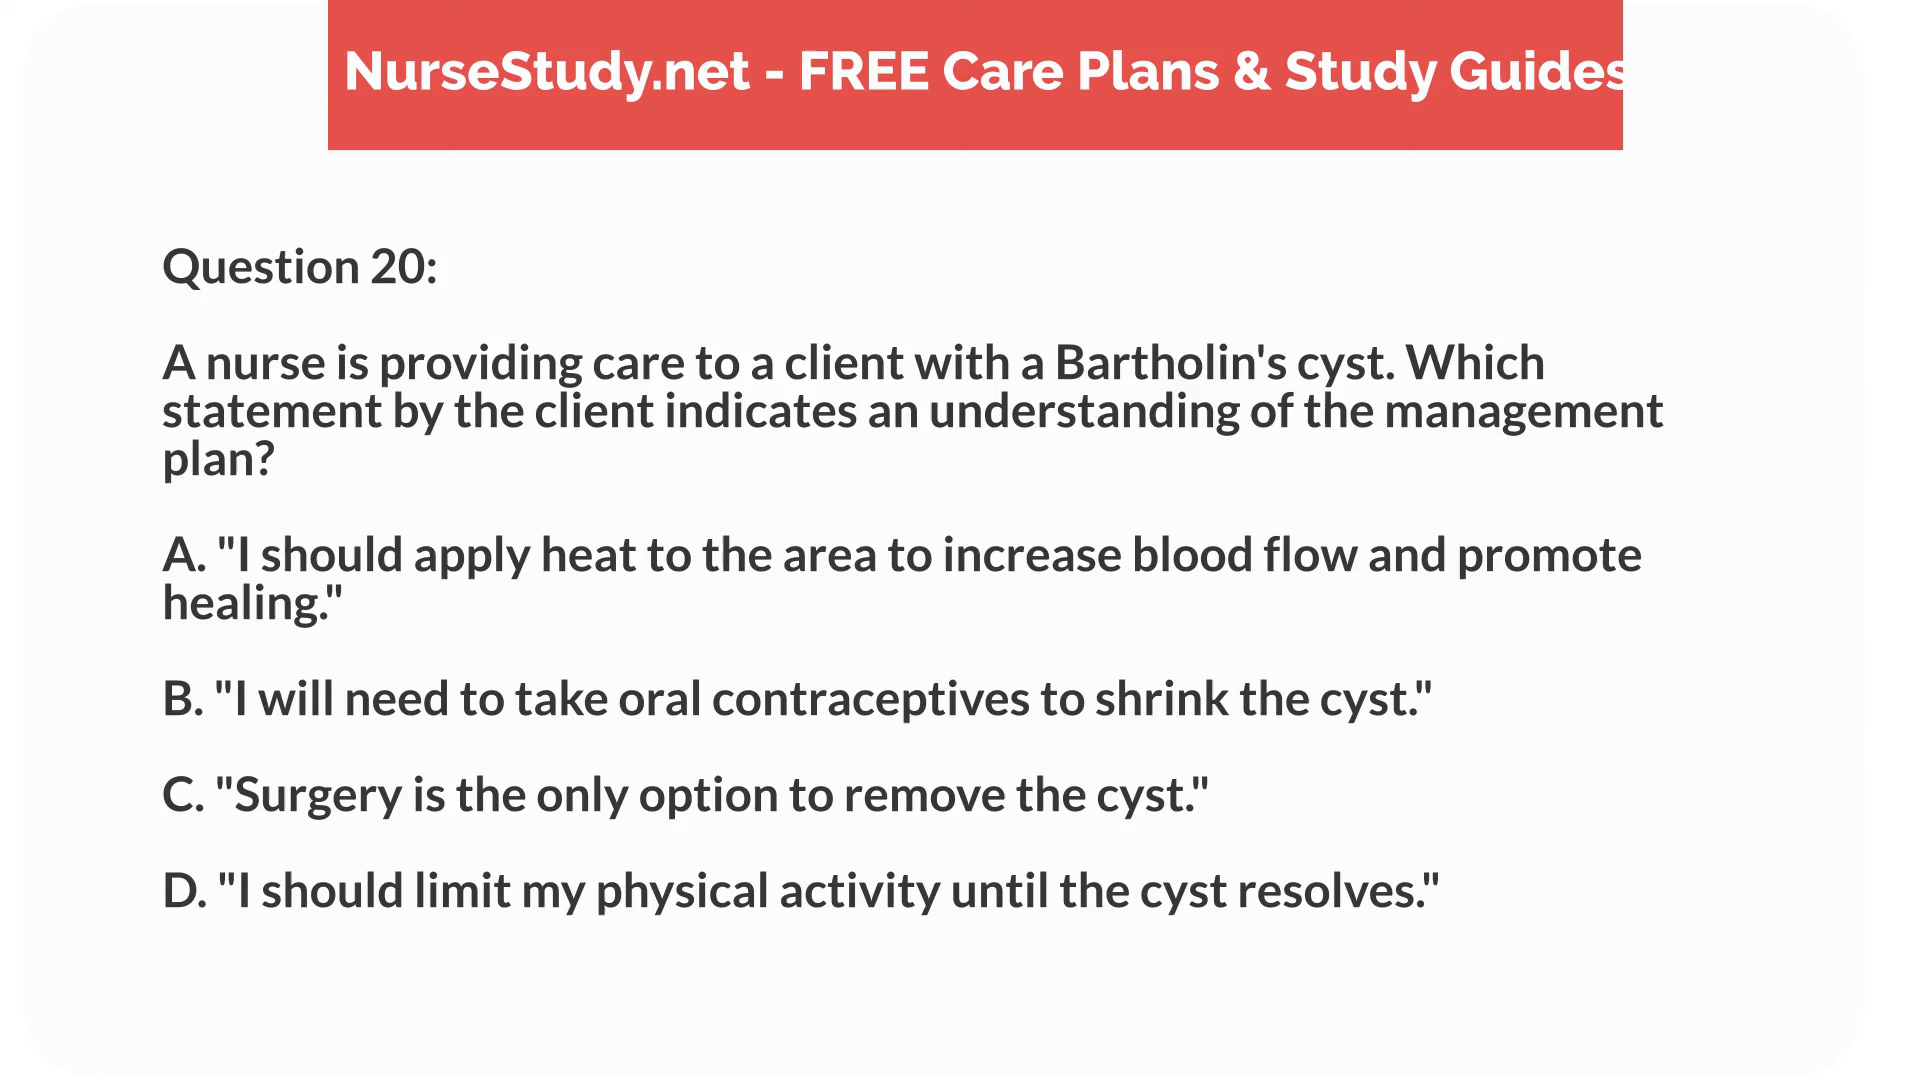 NurseStudy.net - FREE Care Plans & Study Guides
Question 20:
A nurse is providing care to a client with a Bartholin's cyst. Which
statement by the client indicates an understanding of the management
plan?
A. "I should apply heat to the area to increase blood flow and promote
healing."
B. "I will need to take oral contraceptives to shrink the cyst."
C. "Surgery is the only option to remove the cyst."
D. "I should limit my physical activity until the cyst resolves."